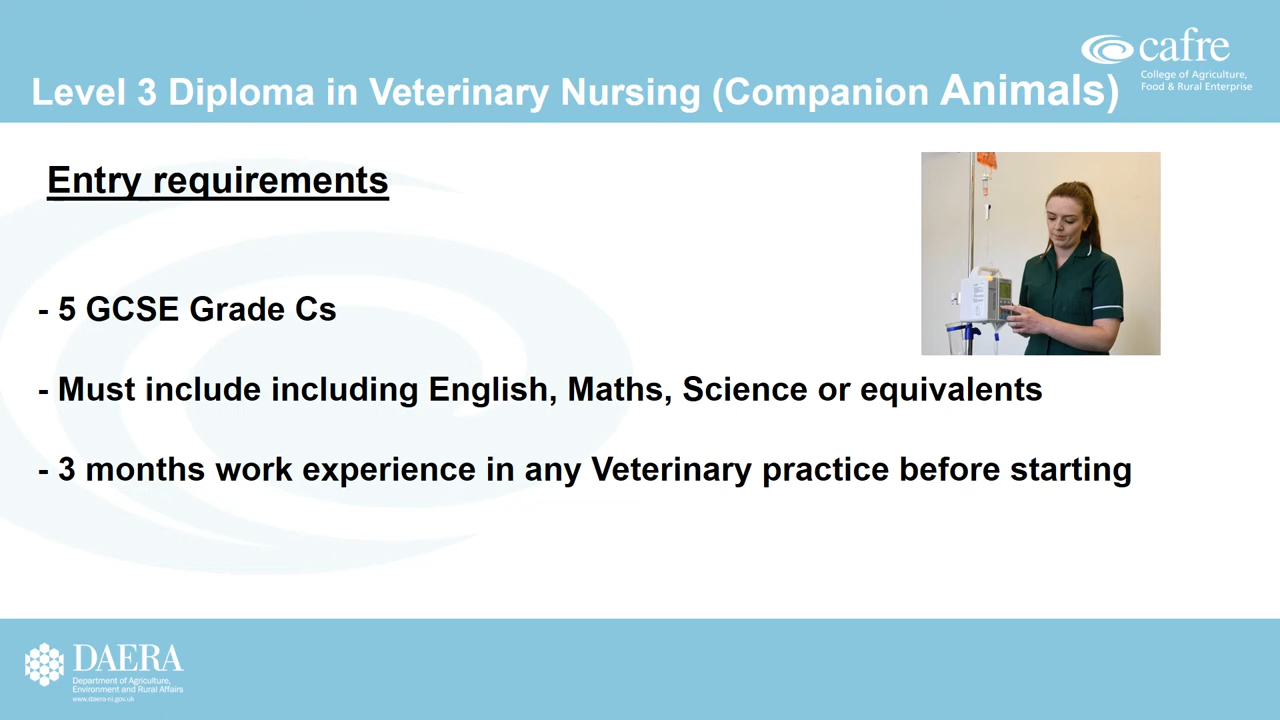 cafre
College of Agriculture,
Food & Rural Enterprise
Level 3 Diploma in Veterinary Nursing (Companion Animals)
Entry requirements
- 5 GCSE Grade Cs
- Must include including English, Maths, Science or equivalents
- 3 months work experience in any Veterinary practice before starting
DAERA
Department of Agriculture,
Environment and Rural Affairs
www.daera-ni.gov.uk